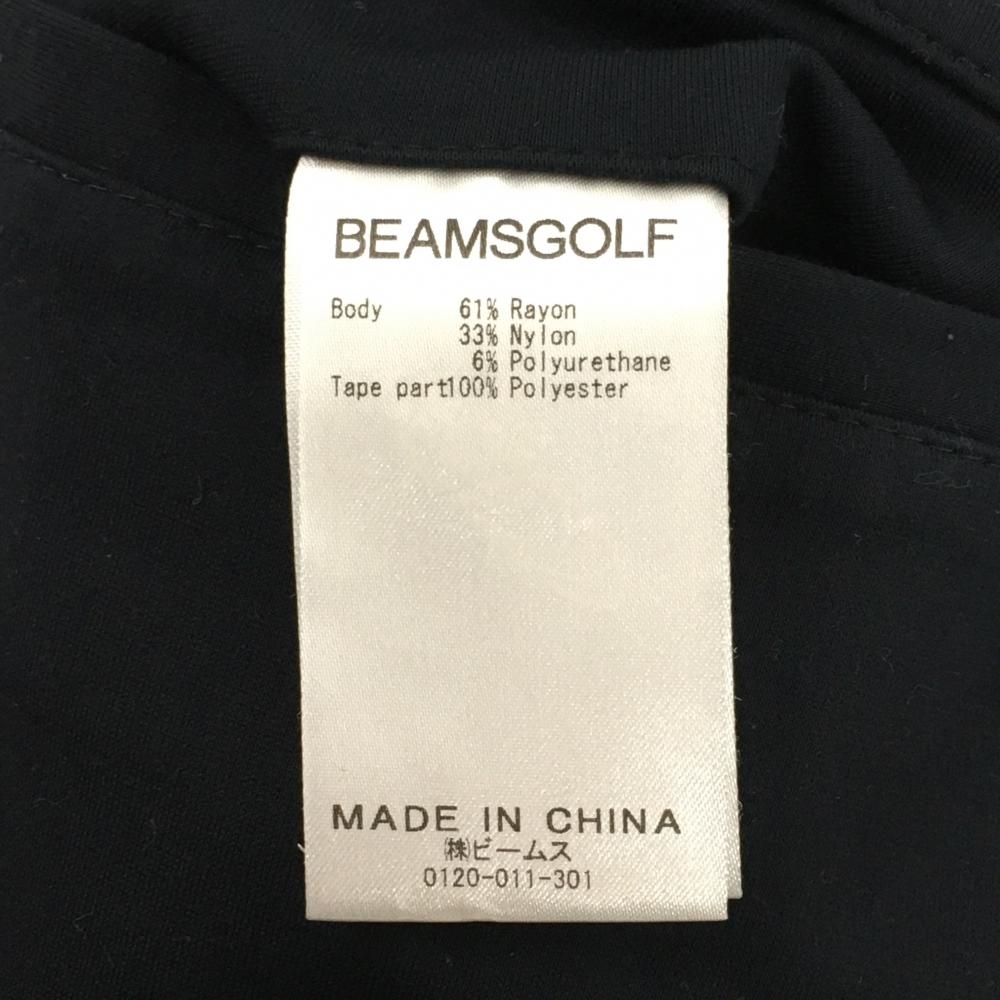 BEAMSGOLF
Body 61% Rayon
33% Nylon
6% Polyurethane
Tape part100% Polyester
MADE IN CHINA
㈱ビームス
0120-011-301